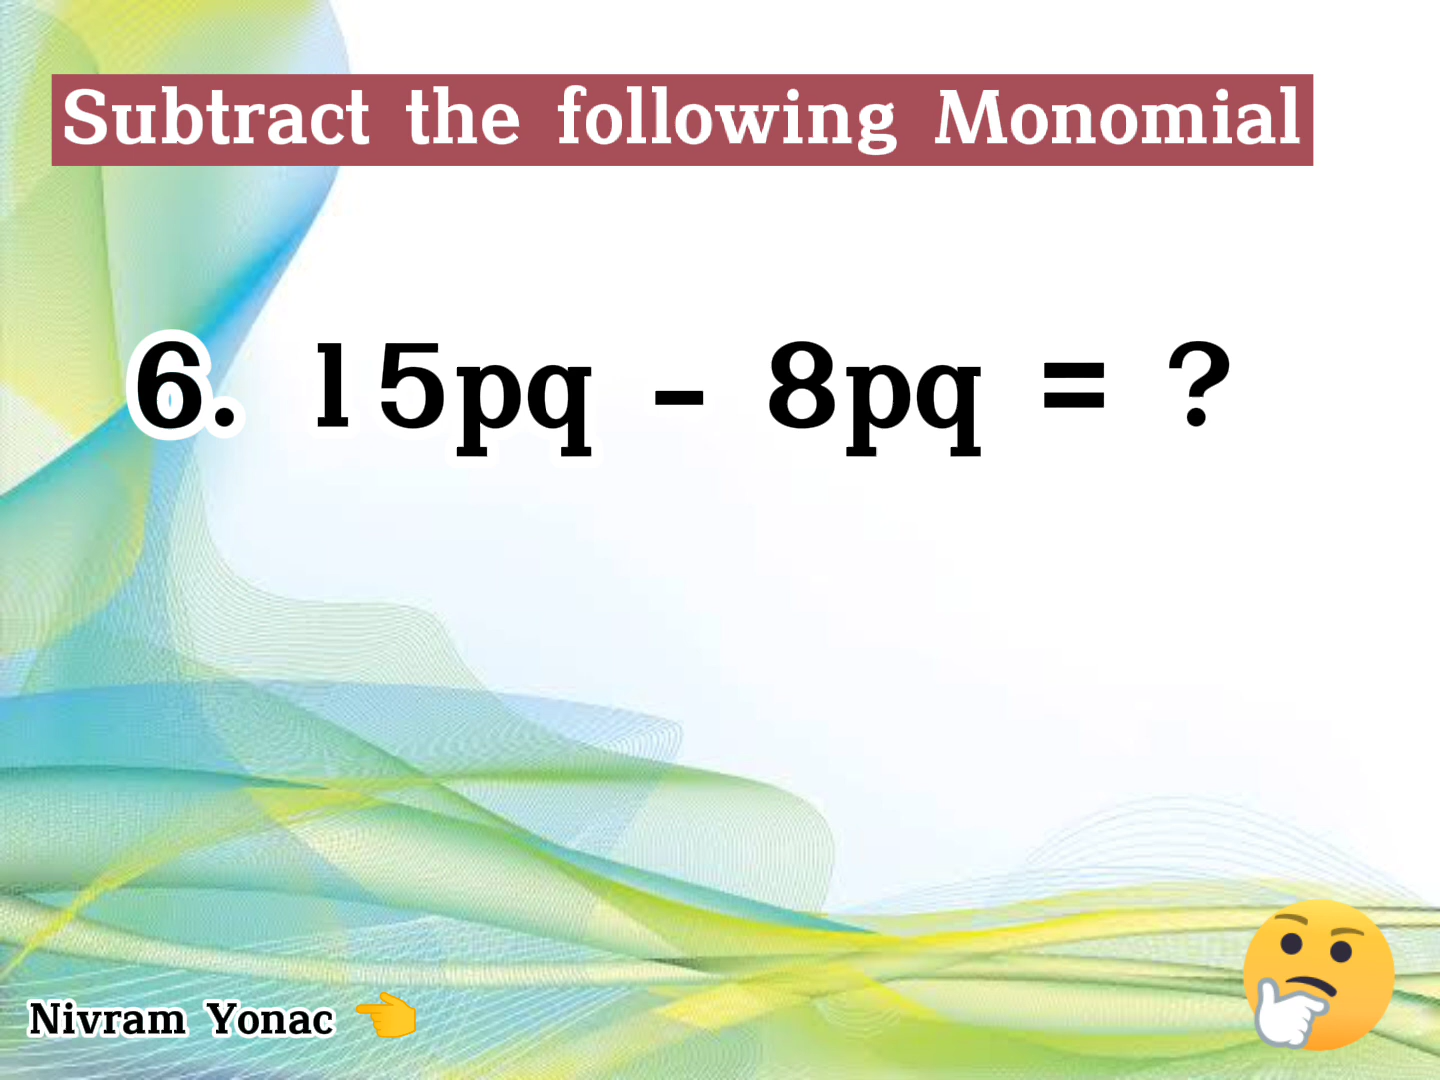 Subtract the following Monomial
6. 15pq - 8pq = ?
Nivram Yonac